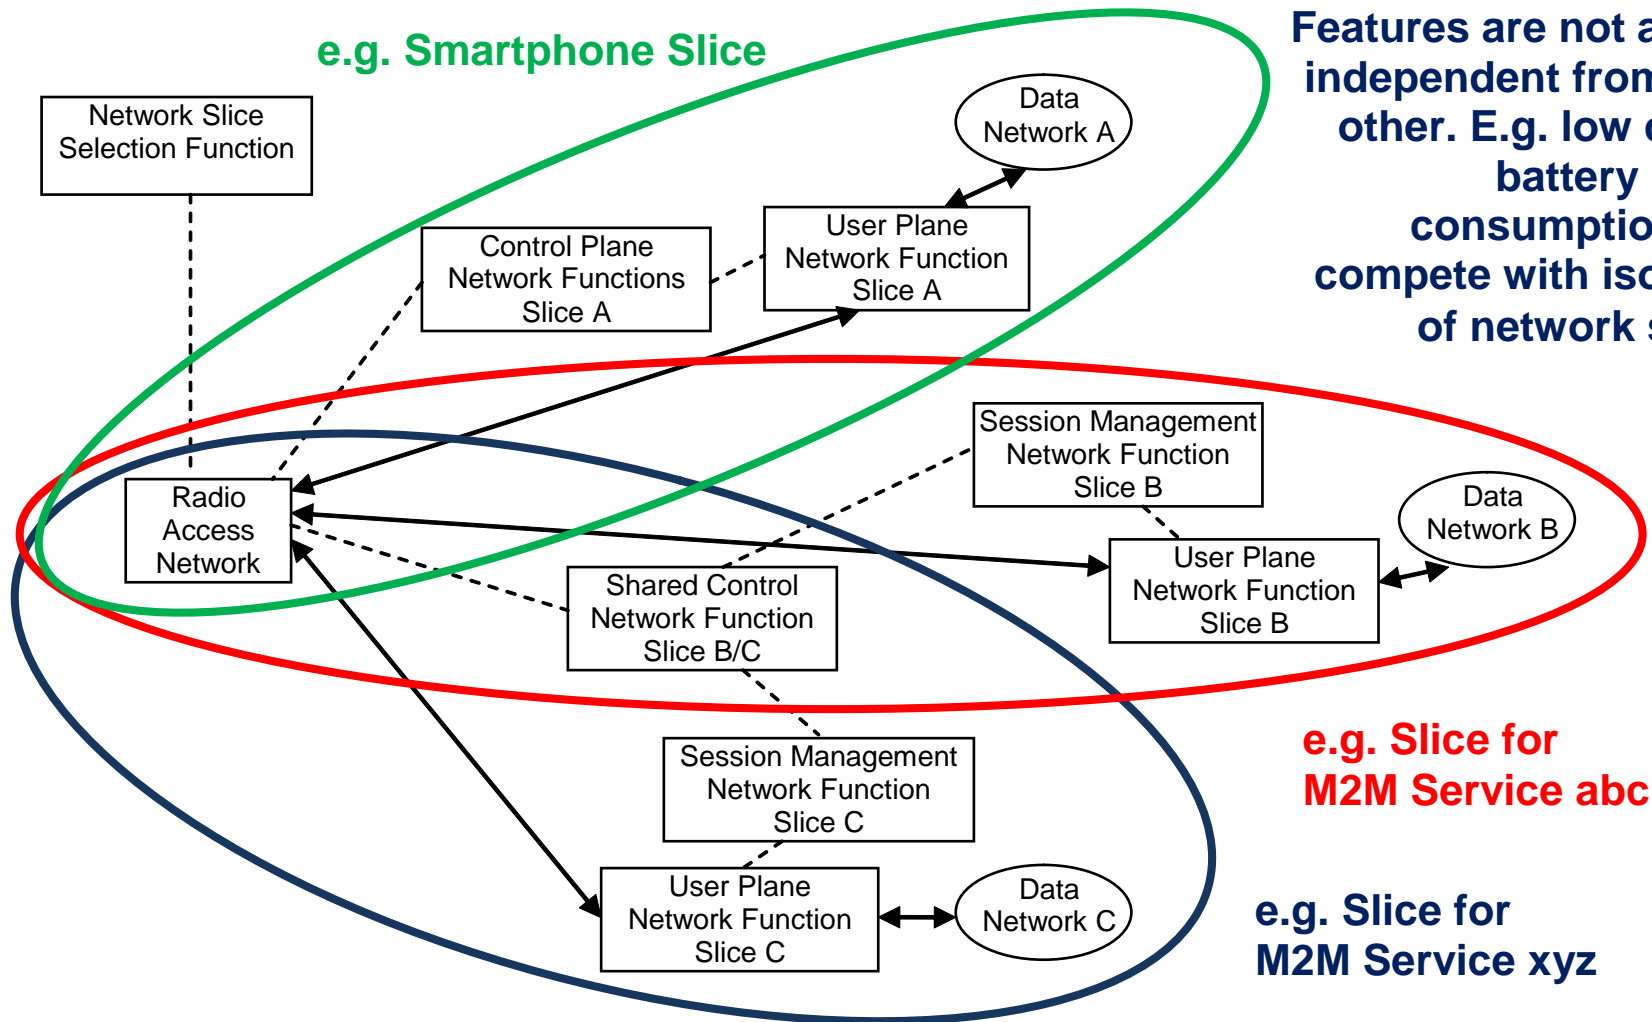 e.g. Smartphone Slice
Features are not a
independent from
other. E.g. low
battery
consumptio
compete with iso
of network s
Network Slice
Selection Function
Data
Network A
Control Plane
Network Functions
Slice A
User Plane
Network Function
Slice A
Session Management
Network Function
Slice B
Data
Network B
Radio
Access
Network
User Plane
Network Function
Slice B
Shared Control
Network Function
Slice B/C
Session Management
Network Function
Slice C
e.g. Slice for
M2M Service abc
User Plane
Network Function
Slice C
Data
Network C
e.g. Slice for
M2M Service xyz